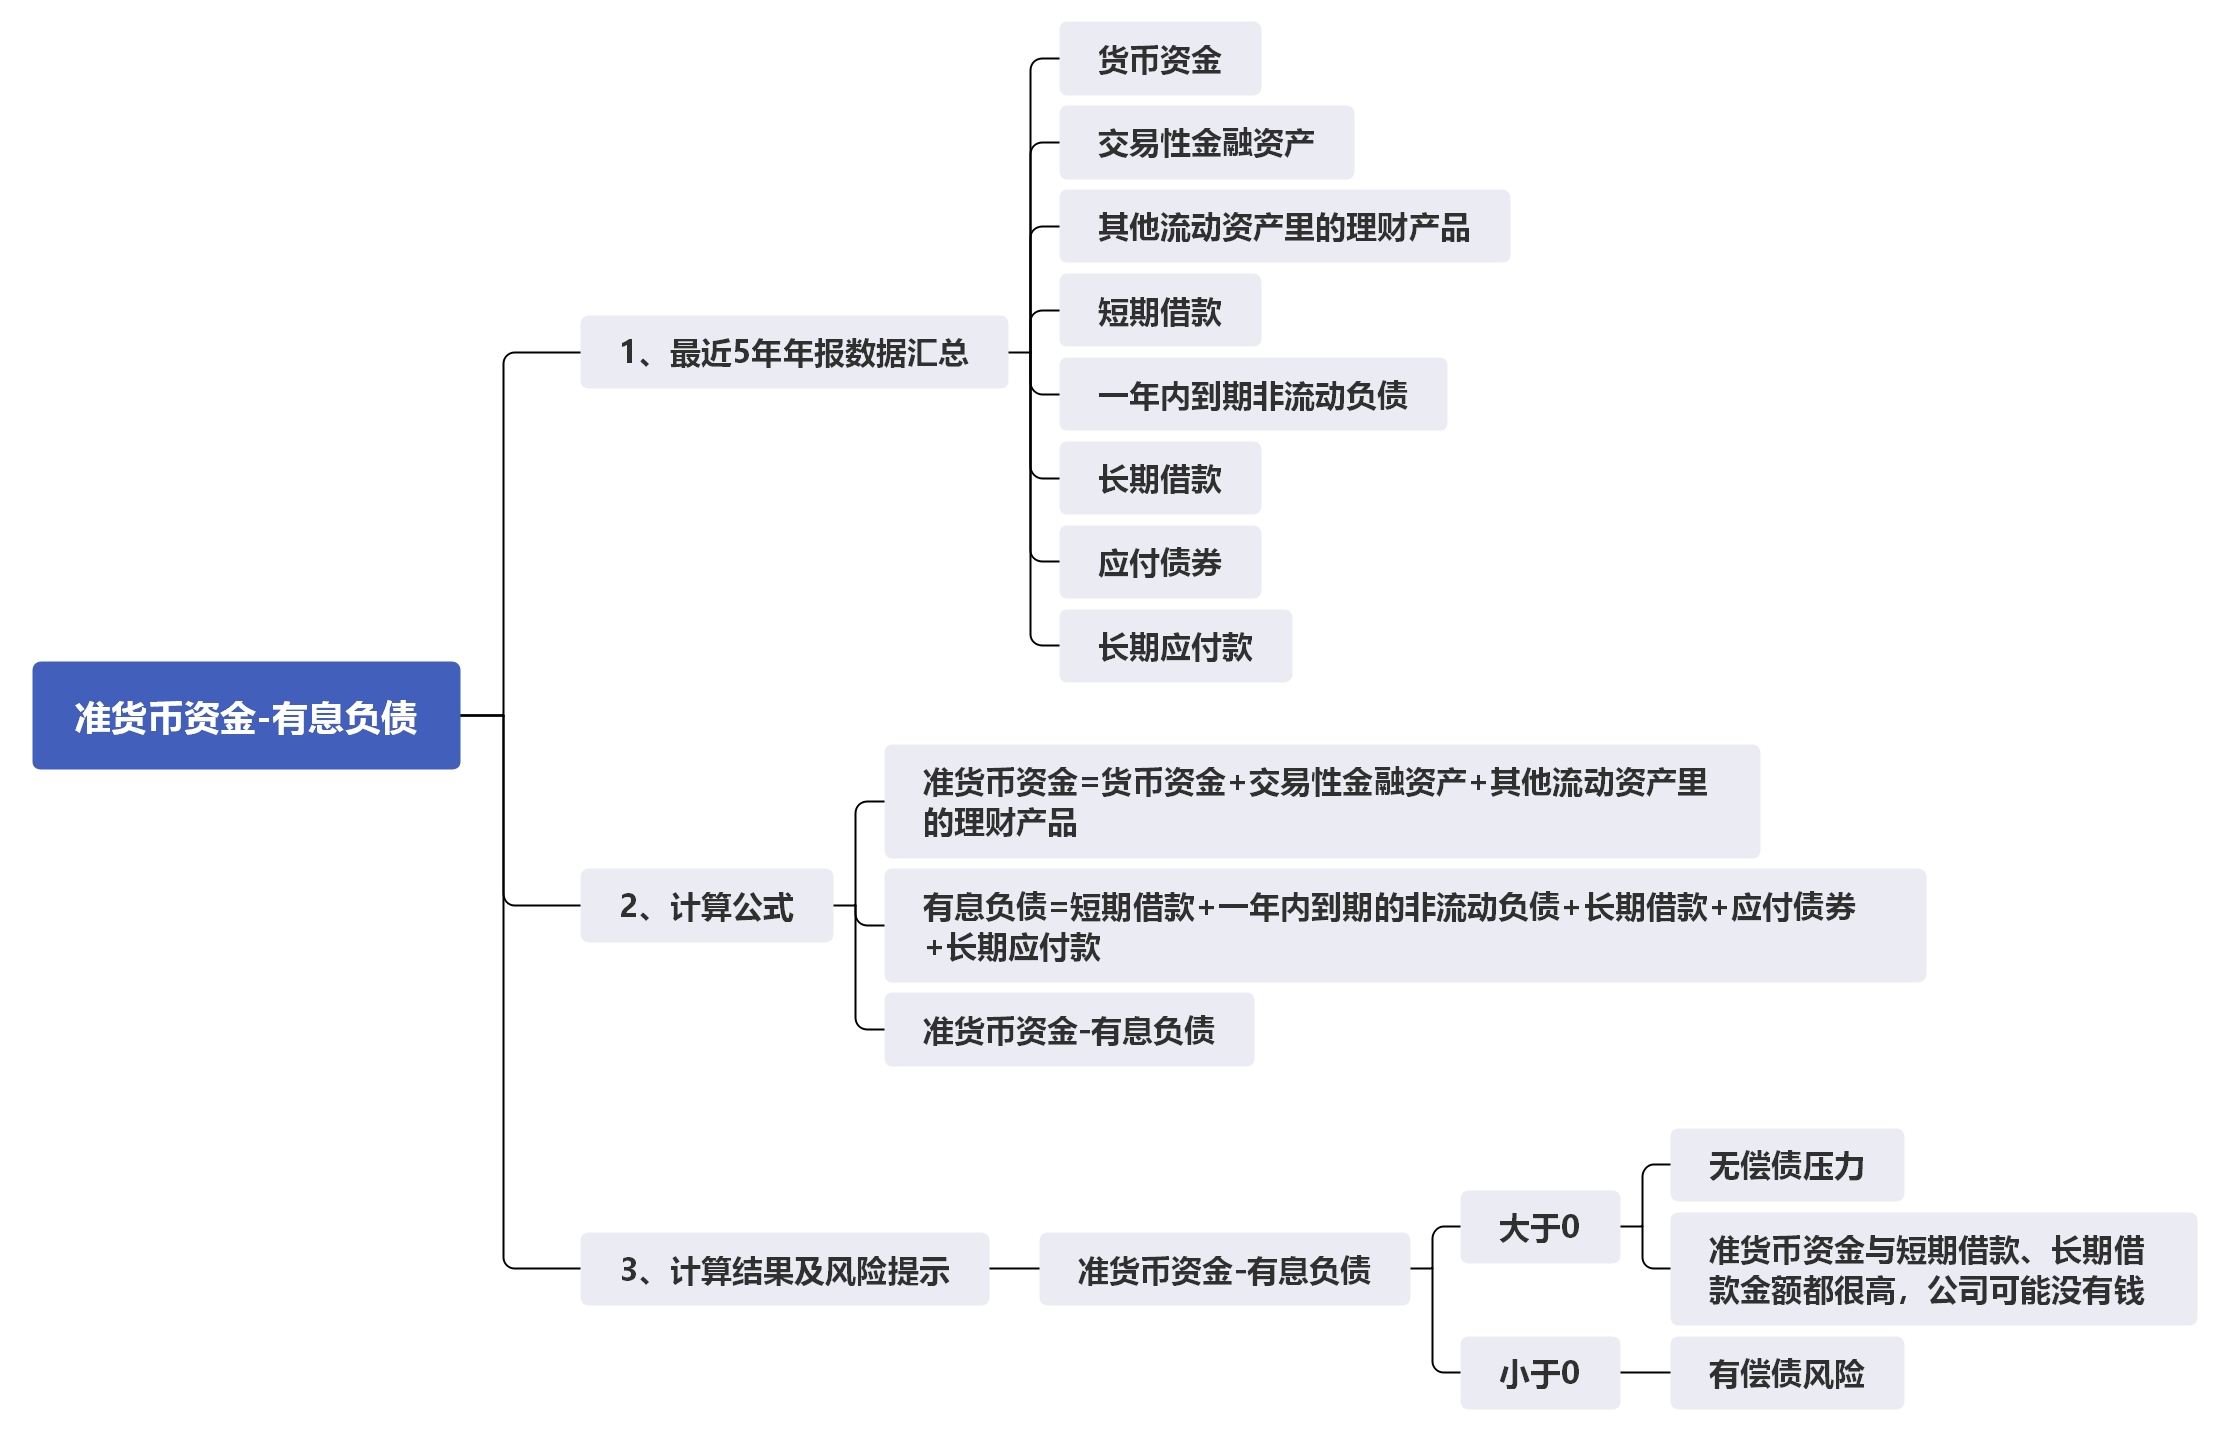 货币资金
交易性金融资产
其他流动资产里的理财产品
短期借款
1、最近5年年报数据汇总
一年内到期非流动负债
长期借款
应付债券
长期应付款
准货币资金-有息负债
准货币资金=货币资金+交易性金融资产+其他流动资产里
的理财产品
2、计算公式
有息负债=短期借款+一年内到期的非流动负债+长期借款+应付债券
+长期应付款
准货币资金-有息负债
3、计算结果及风险提示
准货币资金-有息负债
大于0
无偿债压力
准货币资金与短期借款、长期借
款金额都很高，公司可能没有钱
小于0
有偿债风险